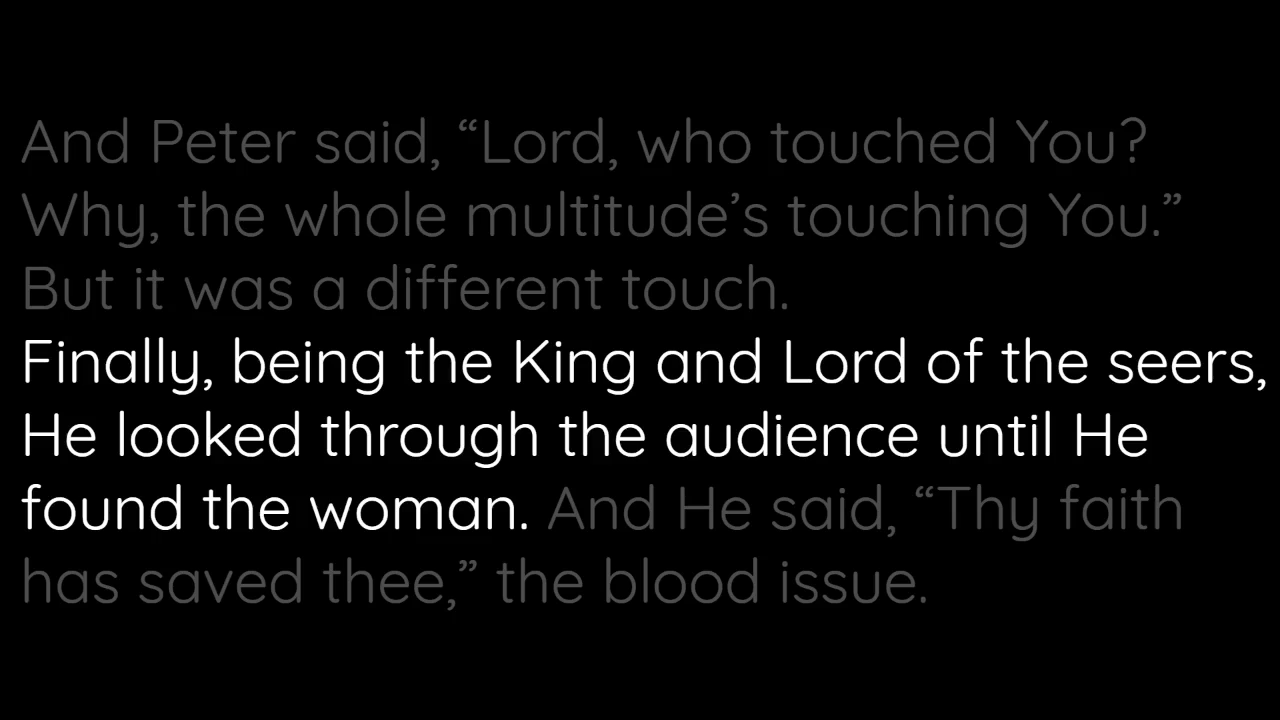 And Peter said, “Lord, who touched You?
Why, the whole multitude’s touching You.”
But it was a different touch.
Finally, being the King and Lord of the seers,
He looked through the audience until He
found the woman. And He said, “Thy faith
has saved thee,” the blood issue.